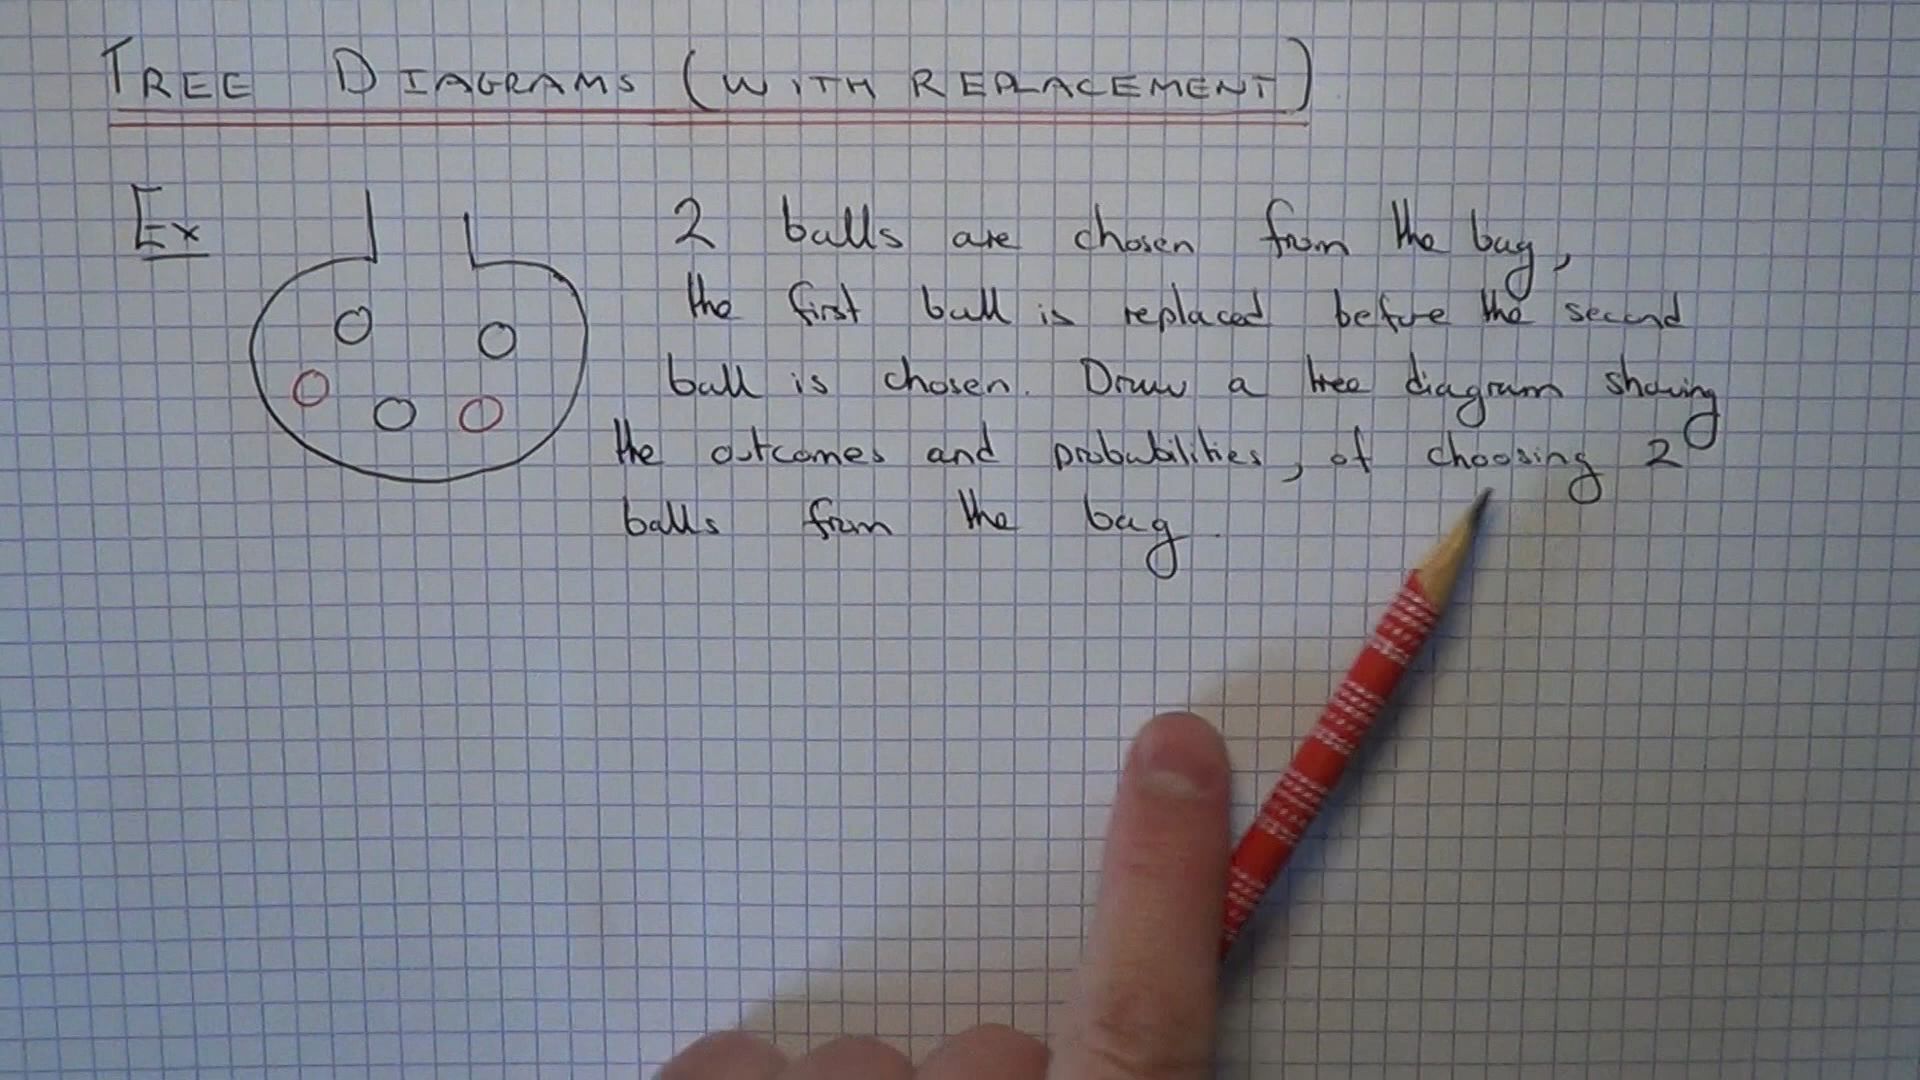 TREE DIAGRAMS (WITH REPLACEMENT)
Ex
2 balls are chosen from the bag,
the first ball is replaced before the second
ball is chosen. Draw a tree diagram showing
the outcomes and probabilities, of choosing 2
balls from the bag.